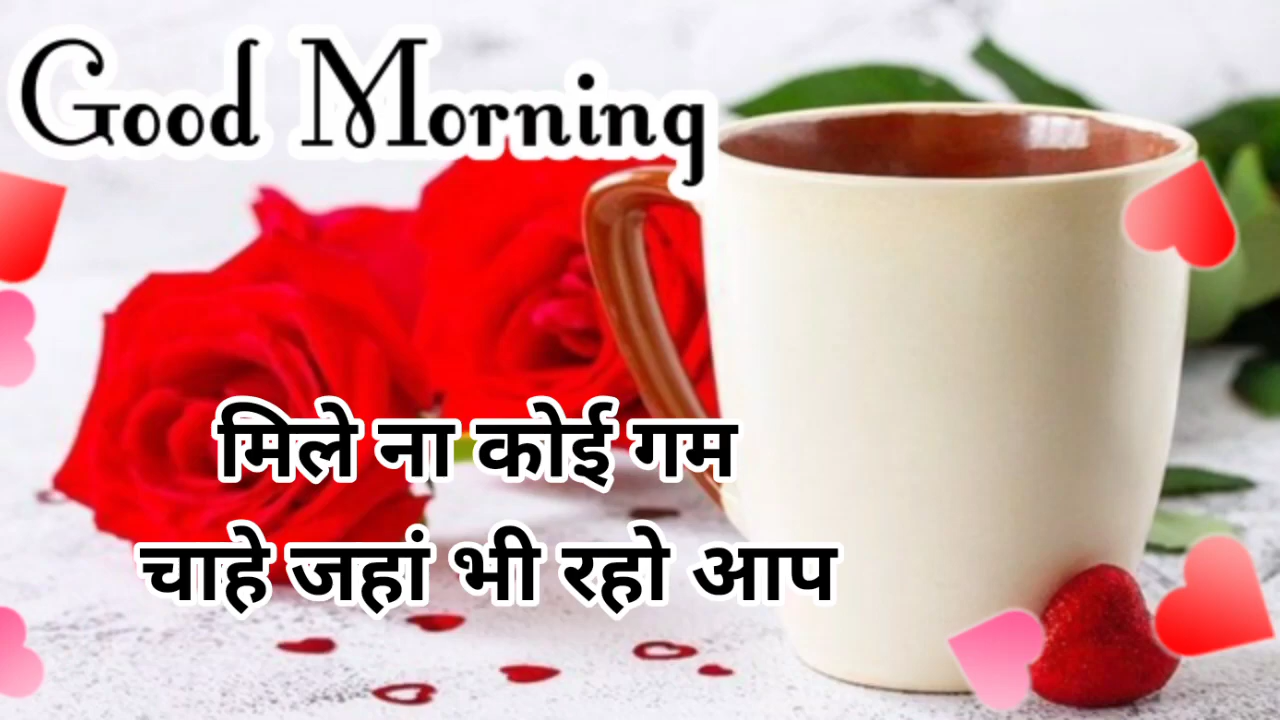 Good Morning
मिले ना कोई गम
चाहे जहां भी रहो आप